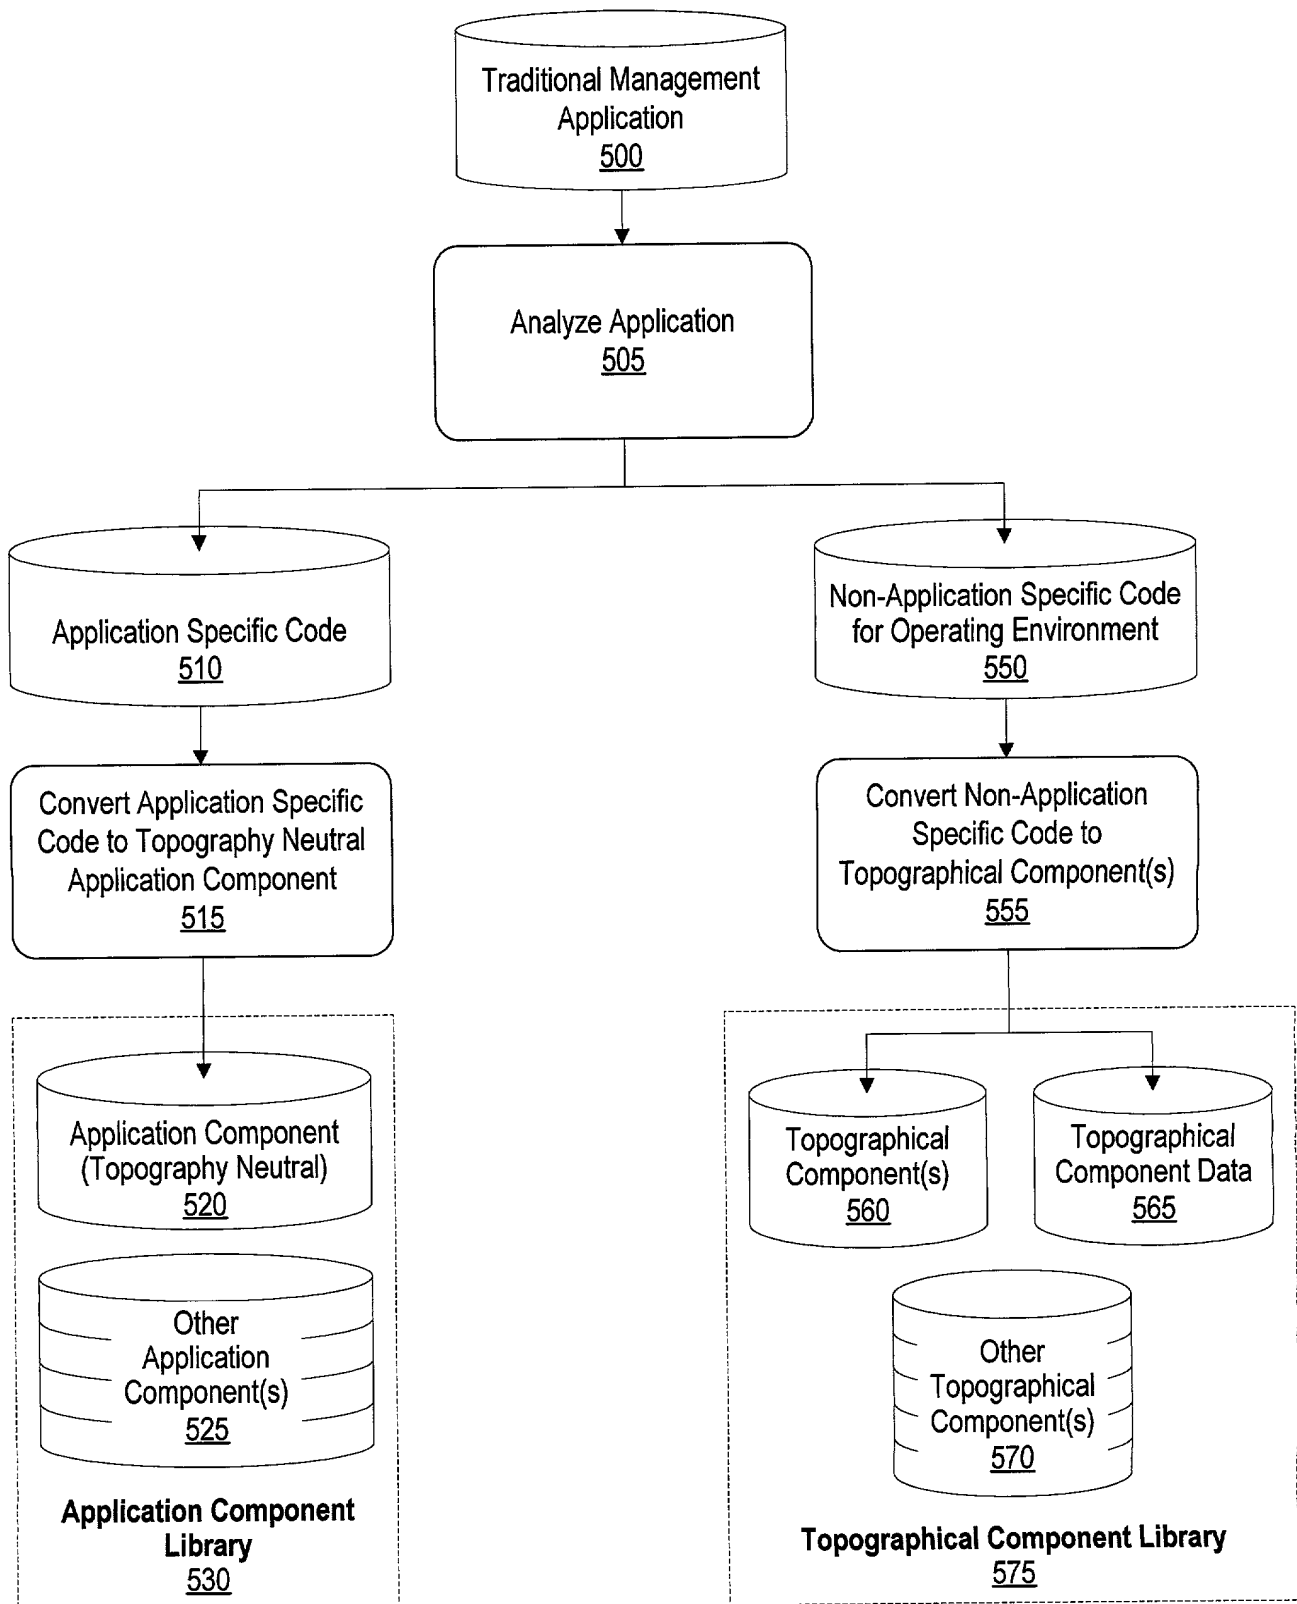 Traditional Management
Application
500
Analyze Application
505
Application Specific Code
510
Non-Application Specific Code
for Operating Environment
550
Convert Application Specific
Code to Topography Neutral
Application Component
515
Convert Non-Application
Specific Code to
Topographical Component(s)
555
Application Component
(Topography Neutral)
520
Other
Application
Component(s)
525
Application Component
Library
530
Topographical
Component(s)
560
Topographical
Component Data
565
Other
Topographical
Component(s)
570
Topographical Component Library
575